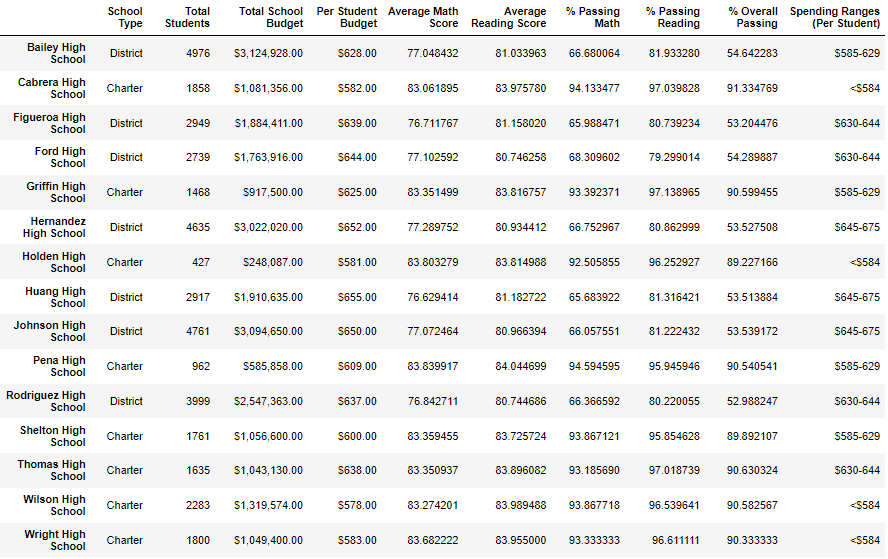 School Type Total Students Total School Budget Per Student Budget Average Math Score Average Reading Score % Passing Math % Passing Reading % Overall Passing Spending Ranges (Per Student)
Bailey High School District 4976 $3,124,928.00 $628.00 77.048432 81.033963 66.680064 81.933280 54.642283 $585-629
Cabrera High School Charter 1858 $1,081,356.00 $582.00 83.061895 83.975780 94.133477 97.039828 91.334769 <$584
Figueroa High School District 2949 $1,884,411.00 $639.00 76.711767 81.158020 65.988471 80.739234 53.204476 $630-644
Ford High School District 2739 $1,763,916.00 $644.00 77.102592 80.746258 68.309602 79.299014 54.289887 $630-644
Griffin High School Charter 1468 $917,500.00 $625.00 83.351499 83.816757 93.392371 97.138965 90.599455 $585-629
Hernandez High School District 4635 $3,022,020.00 $652.00 77.289752 80.934412 66.752967 80.862999 53.527508 $645-675
Holden High School Charter 427 $248,087.00 $581.00 83.803279 83.814988 92.505855 96.252927 89.227166 <$584
Huang High School District 2917 $1,910,635.00 $655.00 76.629414 81.182722 65.683922 81.316421 53.513884 $645-675
Johnson High School District 4761 $3,094,650.00 $650.00 77.072464 80.966394 66.057551 81.222432 53.539172 $645-675
Pena High School Charter 962 $585,858.00 $609.00 83.839917 84.044699 94.594595 95.945946 90.540541 $585-629
Rodriguez High School District 3999 $2,547,363.00 $637.00 76.842711 80.744686 66.366592 80.220055 52.988247 $630-644
Shelton High School Charter 1761 $1,056,600.00 $600.00 83.359455 83.725724 93.867121 95.854628 89.892107 $585-629
Thomas High School Charter 1635 $1,043,130.00 $638.00 83.350937 83.896082 93.185690 97.018739 90.630324 $630-644
Wilson High School Charter 2283 $1,319,574.00 $578.00 83.274201 83.989488 93.867718 96.539641 90.582567 <$584
Wright High School Charter 1800 $1,049,400.00 $583.00 83.682222 83.955000 93.333333 96.611111 90.333333 <$584